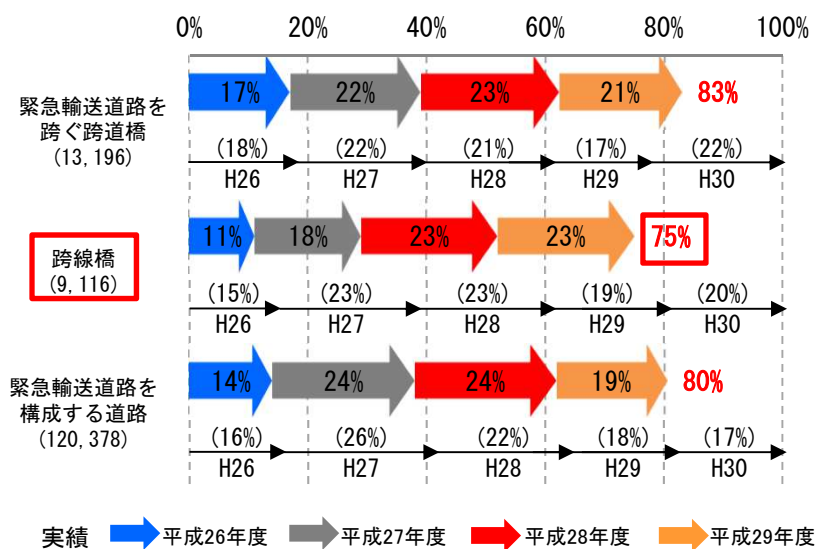 0% 20% 40% 60% 80% 100%
緊急輸送道路を
跨ぐ跨道橋
(13,196)
17% 22% 23% 21% 83%
(18%) (22%) (21%) (17%) (22%)
H26 H27 H28 H29 H30
跨線橋
(9,116)
11% 18% 23% 23% 75%
(15%) (23%) (23%) (19%) (20%)
H26 H27 H28 H29 H30
緊急輸送道路を
構成する道路
(120,378)
14% 24% 24% 19% 80%
(16%) (26%) (22%) (18%) (17%)
H26 H27 H28 H29 H30
実績 平成26年度 平成27年度 平成28年度 平成29年度